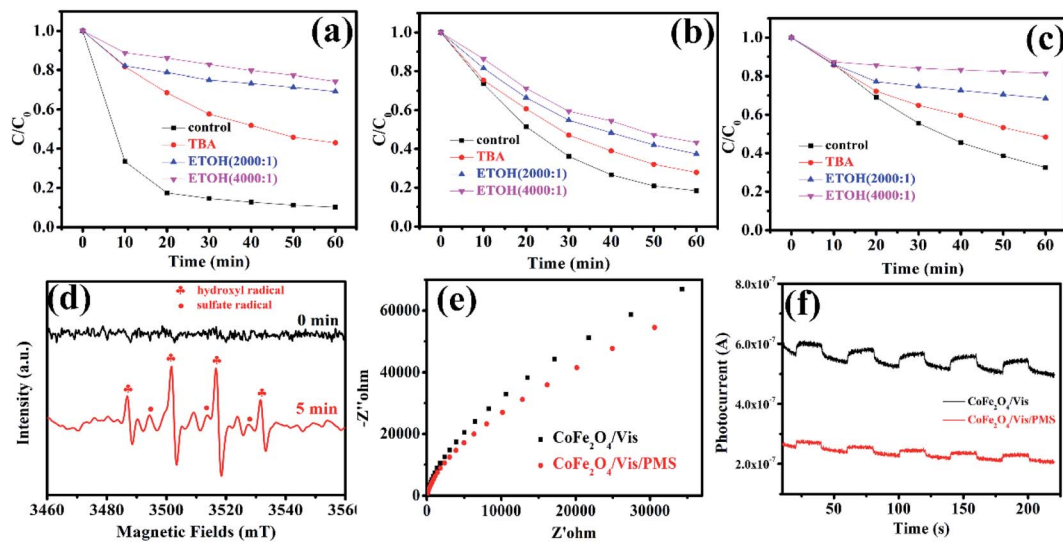 (a)
C/C₀
1.0
0.8
0.6
0.4
0.2
0.0
control
TBA
ETOH(2000:1)
ETOH(4000:1)
0 10 20 30 40 50 60
Time (min)
(b)
C/C₀
1.0
0.8
0.6
0.4
0.2
0.0
control
TBA
ETOH(2000:1)
ETOH(4000:1)
0 10 20 30 40 50 60
Time (min)
(c)
C/C₀
1.0
0.8
0.6
0.4
0.2
0.0
control
TBA
ETOH(2000:1)
ETOH(4000:1)
0 10 20 30 40 50 60
Time (min)
(d)
hydroxyl radical
sulfate radical
0 min
5 min
Intensity (a.u.)
3460 3480 3500 3520 3540 3560
Magnetic Fields (mT)
(e)
-Z''ohm
60000
40000
20000
0
CoFe₂O₄/Vis
CoFe₂O₄/Vis/PMS
0 10000 20000 30000
Z'ohm
(f)
Photocurrent (A)
8.0x10⁻⁷
6.0x10⁻⁷
4.0x10⁻⁷
2.0x10⁻⁷
CoFe₂O₄/Vis
CoFe₂O₄/Vis/PMS
50 100 150 200
Time (s)